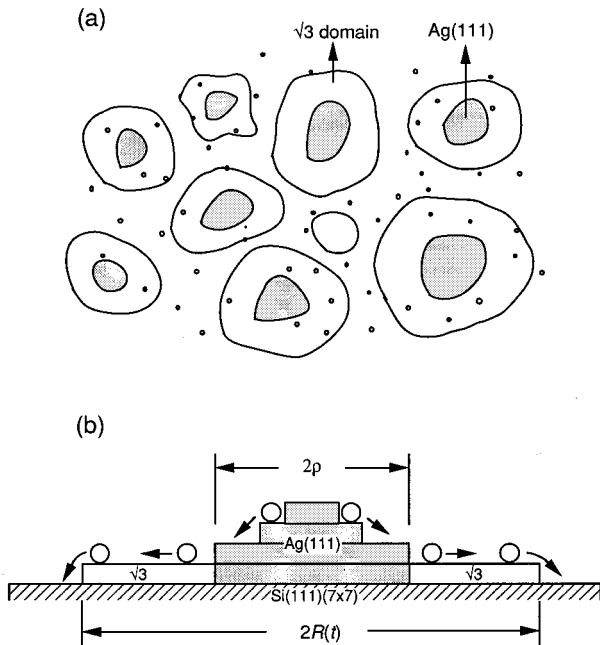 (a)
√3 domain
Ag(111)
(b)
2ρ
Ag(111)
√3
√3
Si(111)(7x7)
2R(t)